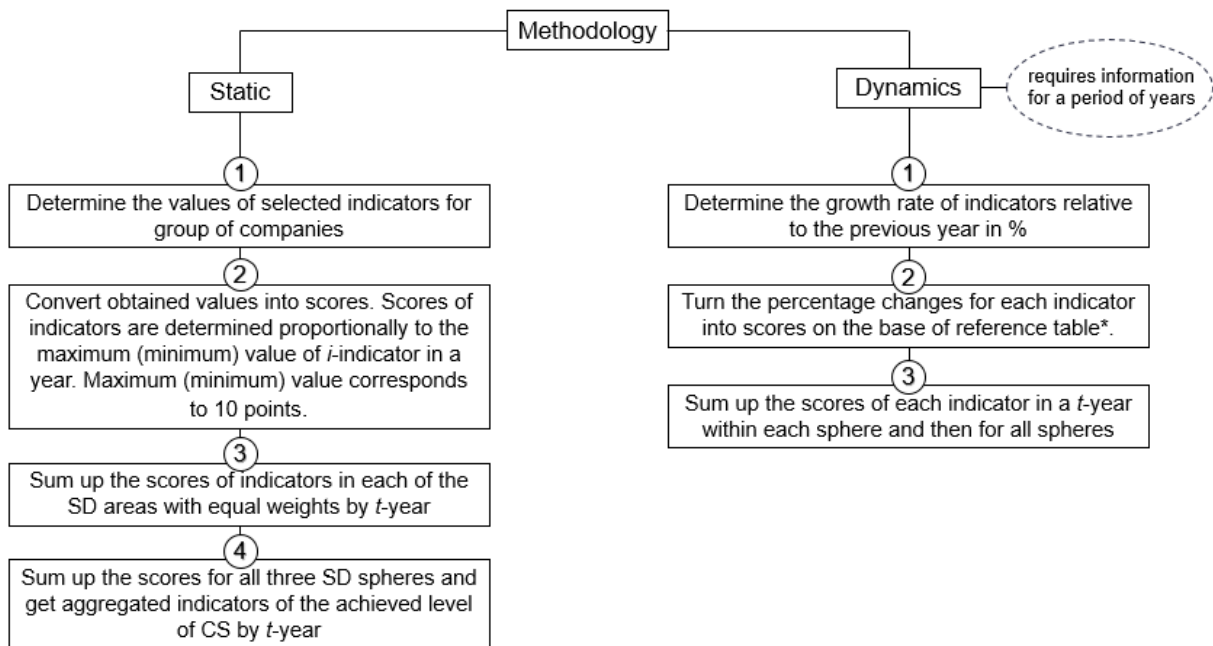 Methodology
Static
Dynamics
requires information
for a period of years
1
Determine the values of selected indicators for
group of companies
2
Convert obtained values into scores. Scores of
indicators are determined proportionally to the
maximum (minimum) value of i-indicator in a
year. Maximum (minimum) value corresponds
to 10 points.
3
Sum up the scores of indicators in each of the
SD areas with equal weights by t-year
4
Sum up the scores for all three SD spheres and
get aggregated indicators of the achieved level
of CS by t-year
1
Determine the growth rate of indicators relative
to the previous year in %
2
Turn the percentage changes for each indicator
into scores on the base of reference table*.
3
Sum up the scores of each indicator in a t-year
within each sphere and then for all spheres